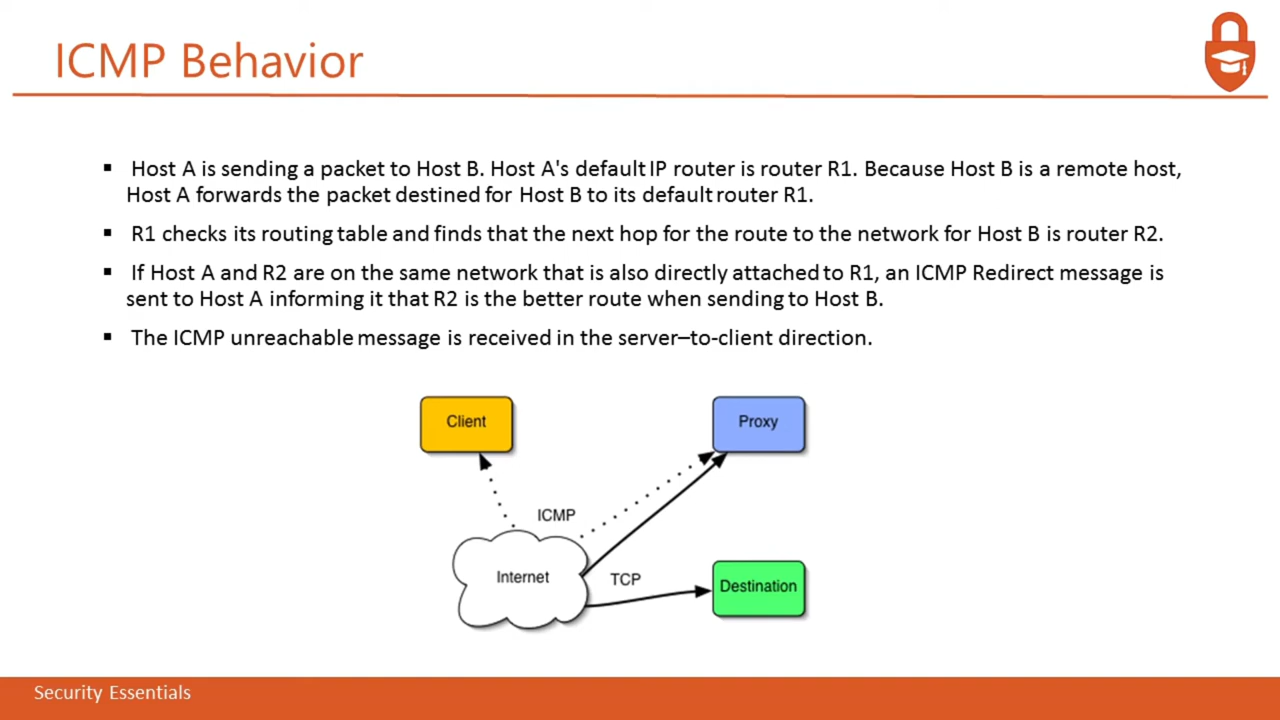 ICMP Behavior
▪ Host A is sending a packet to Host B. Host A's default IP router is router R1. Because Host B is a remote host,
Host A forwards the packet destined for Host B to its default router R1.
▪ R1 checks its routing table and finds that the next hop for the route to the network for Host B is router R2.
▪ If Host A and R2 are on the same network that is also directly attached to R1, an ICMP Redirect message is
sent to Host A informing it that R2 is the better route when sending to Host B.
▪ The ICMP unreachable message is received in the server–to-client direction.
Client
Proxy
ICMP
Internet
TCP
Destination
Security Essentials